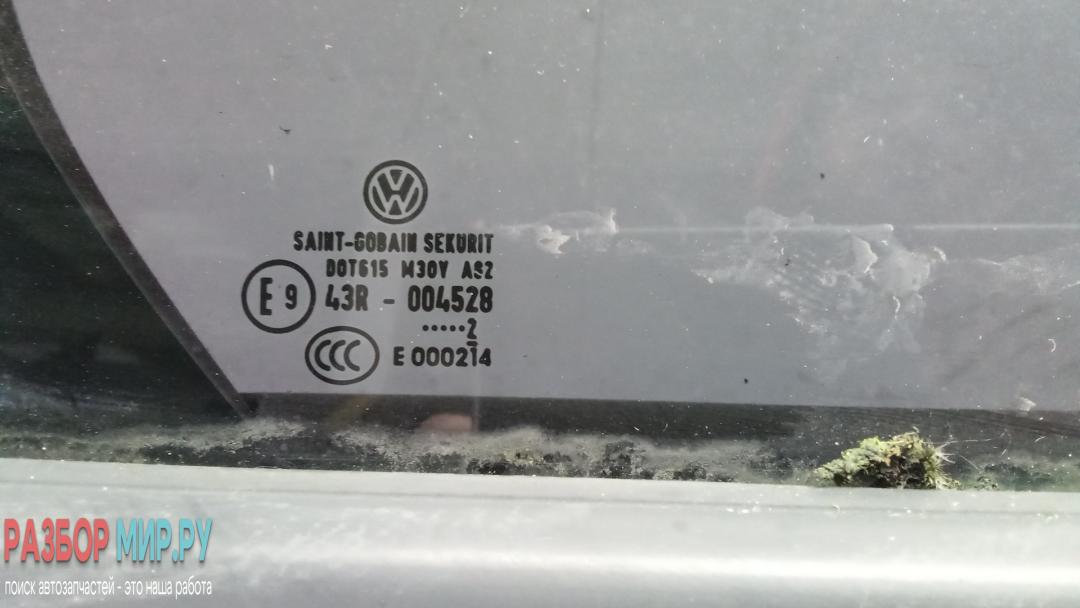 SAINT-GOBAIN SEKURIT
DOT615 M30V AS2
E 9 43R - 004528
.....2
CCC E 000214
РАЗБОР МИР.РУ
поиск автозапчастей - это наша работа